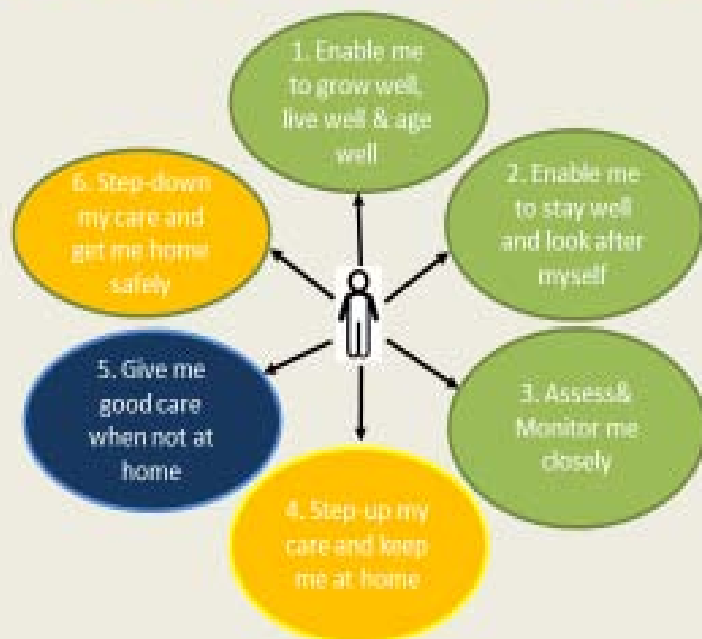 1. Enable me
to grow well,
live well & age
well
2. Enable me
to stay well
and look after
myself
3. Assess&
Monitor me
closely
4. Step-up my
care and keep
me at home
5. Give me
good care
when not at
home
6. Step-down
my care and
get me home
safely